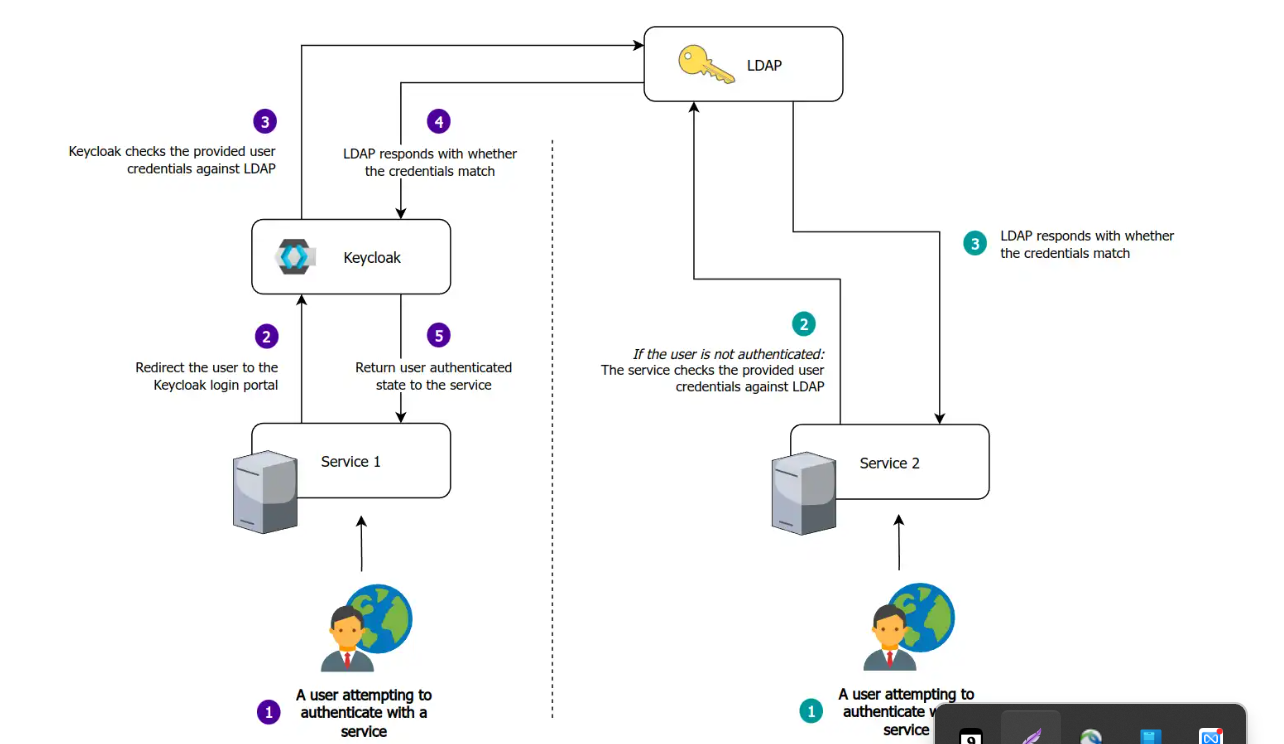 LDAP
3
Keycloak checks the provided user
credentials against LDAP
4
LDAP responds with whether
the credentials match
Keycloak
2
Redirect the user to the
Keycloak login portal
5
Return user authenticated
state to the service
Service 1
1
A user attempting to
authenticate with a
service
3
LDAP responds with whether
the credentials match
2
If the user is not authenticated:
The service checks the provided user
credentials against LDAP
Service 2
1
A user attempting to
authenticate
service
9